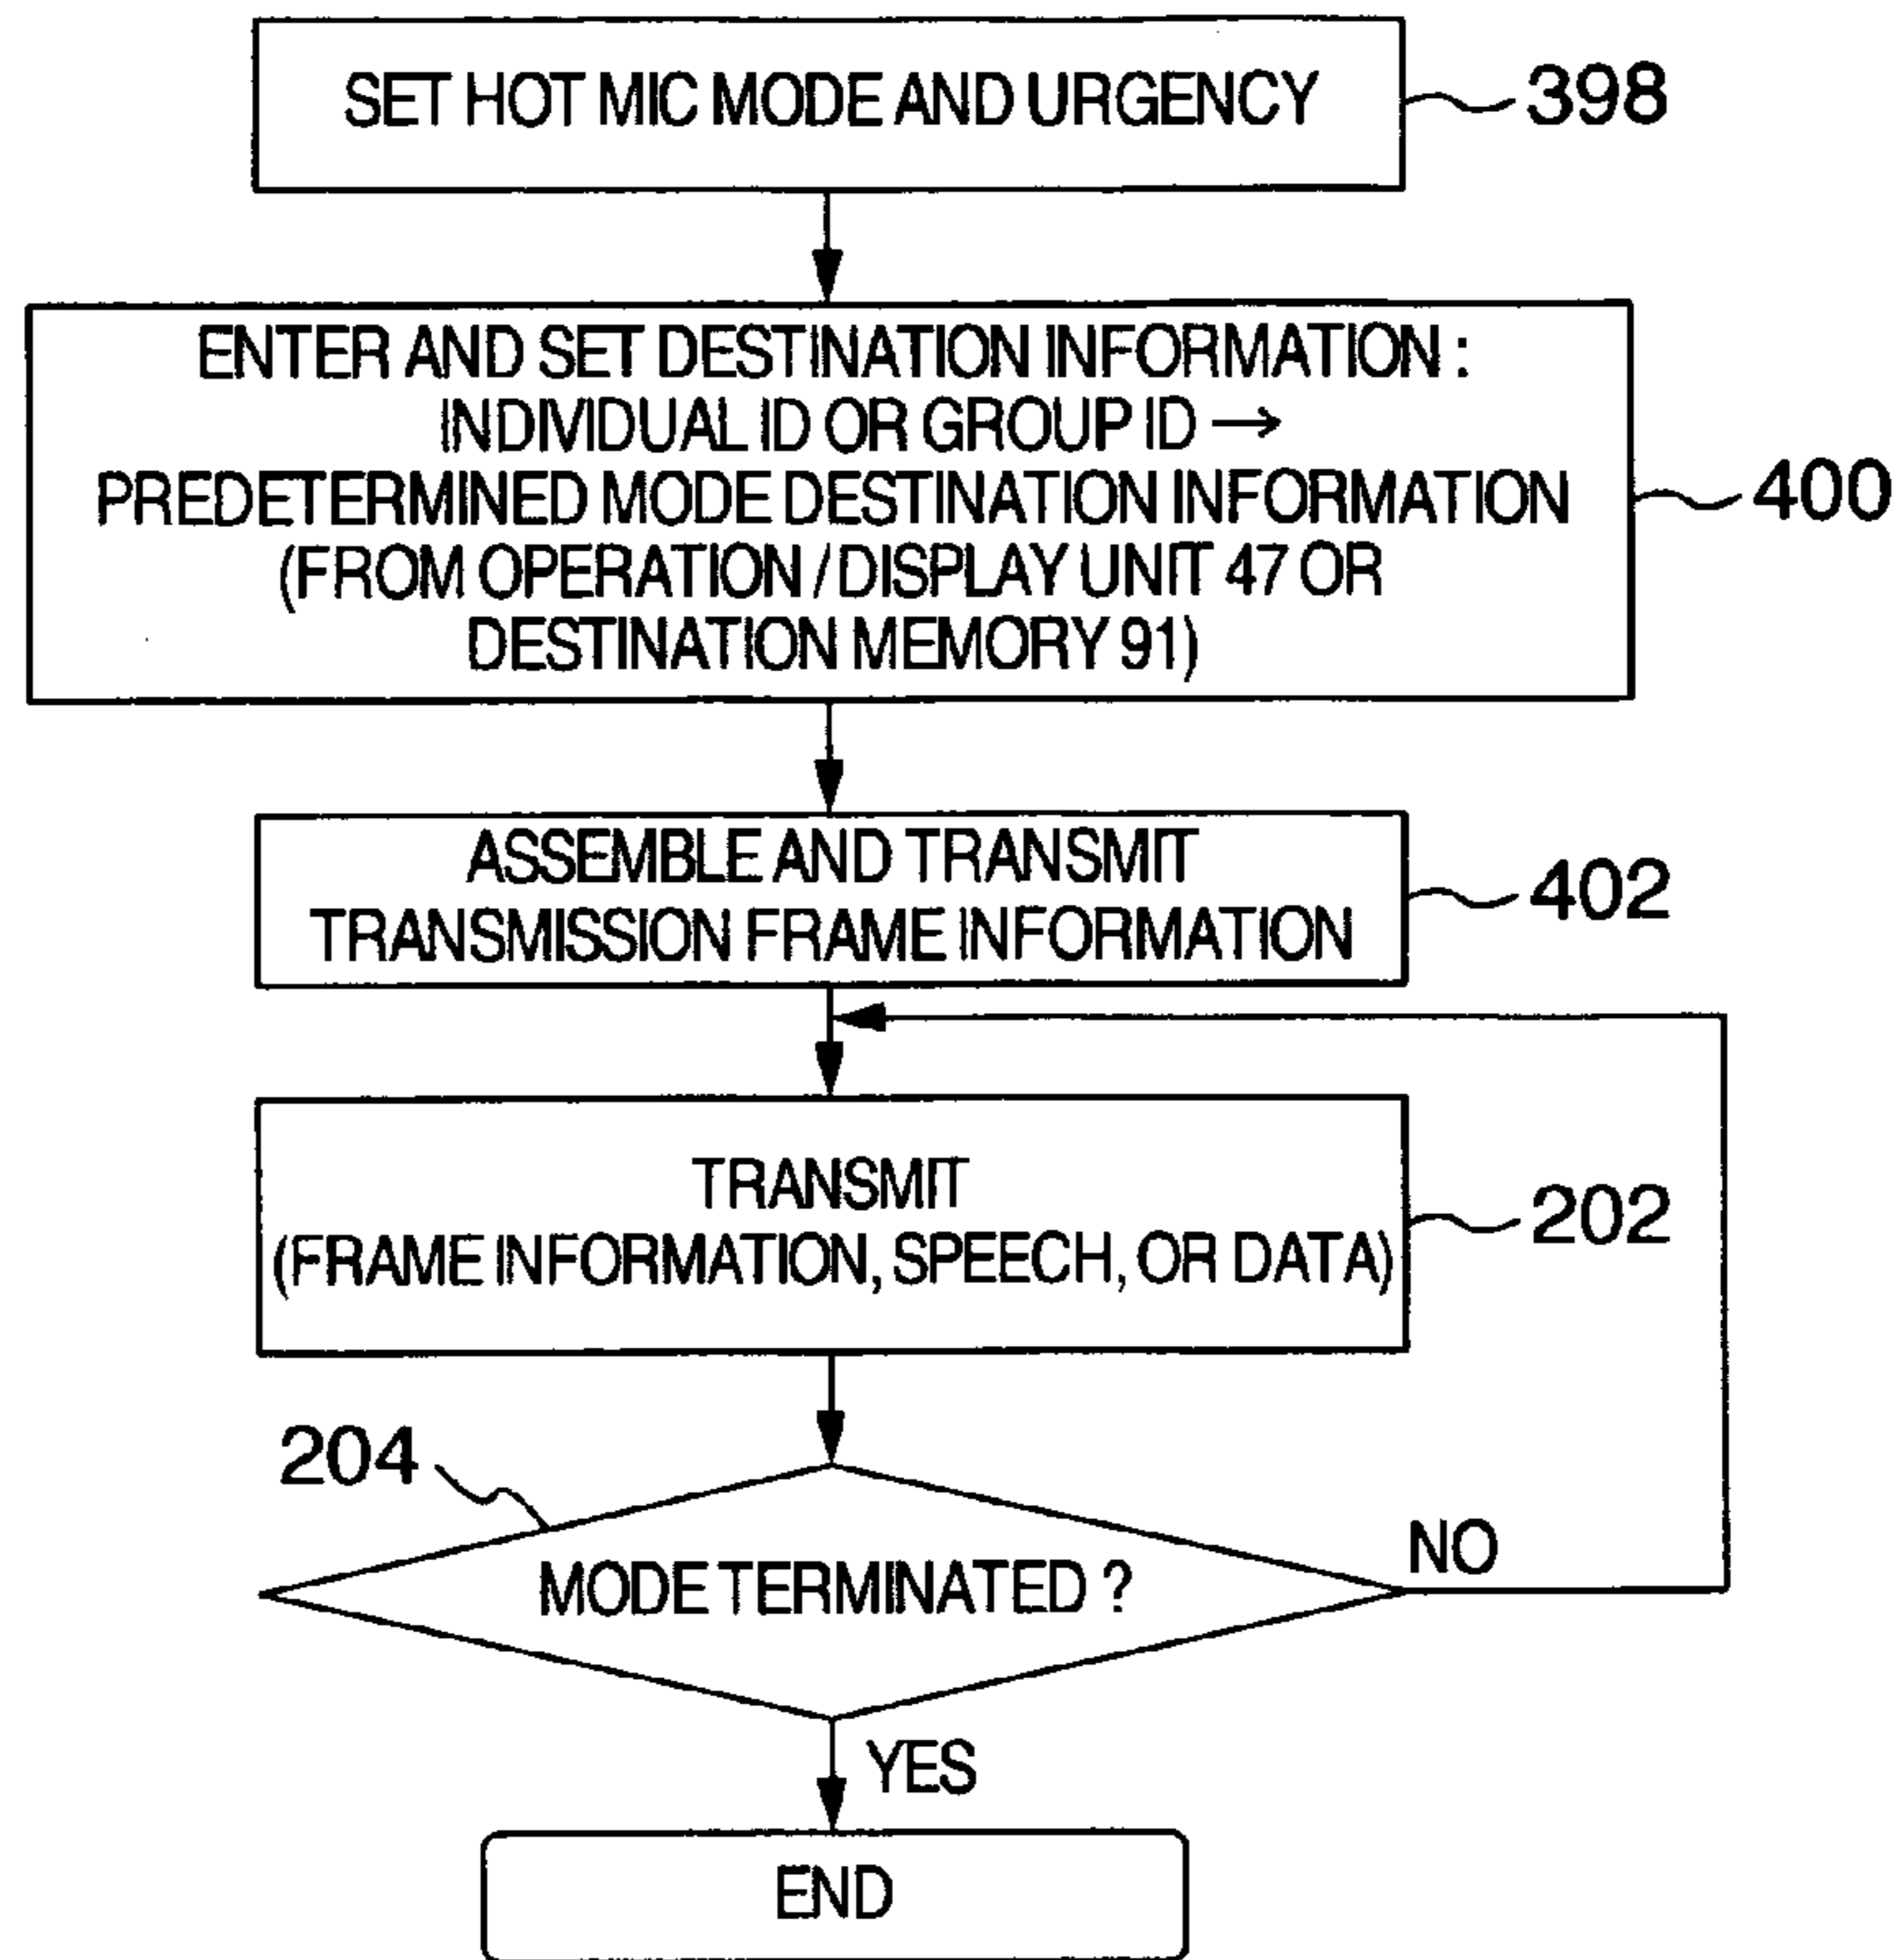 SET HOT MIC MODE AND URGENCY
398
ENTER AND SET DESTINATION INFORMATION :
INDIVIDUAL ID OR GROUP ID →
PREDETERMINED MODE DESTINATION INFORMATION
(FROM OPERATION / DISPLAY UNIT 47 OR
DESTINATION MEMORY 91)
400
ASSEMBLE AND TRANSMIT
TRANSMISSION FRAME INFORMATION
402
TRANSMIT
(FRAME INFORMATION, SPEECH, OR DATA)
202
204
MODE TERMINATED ?
NO
YES
END